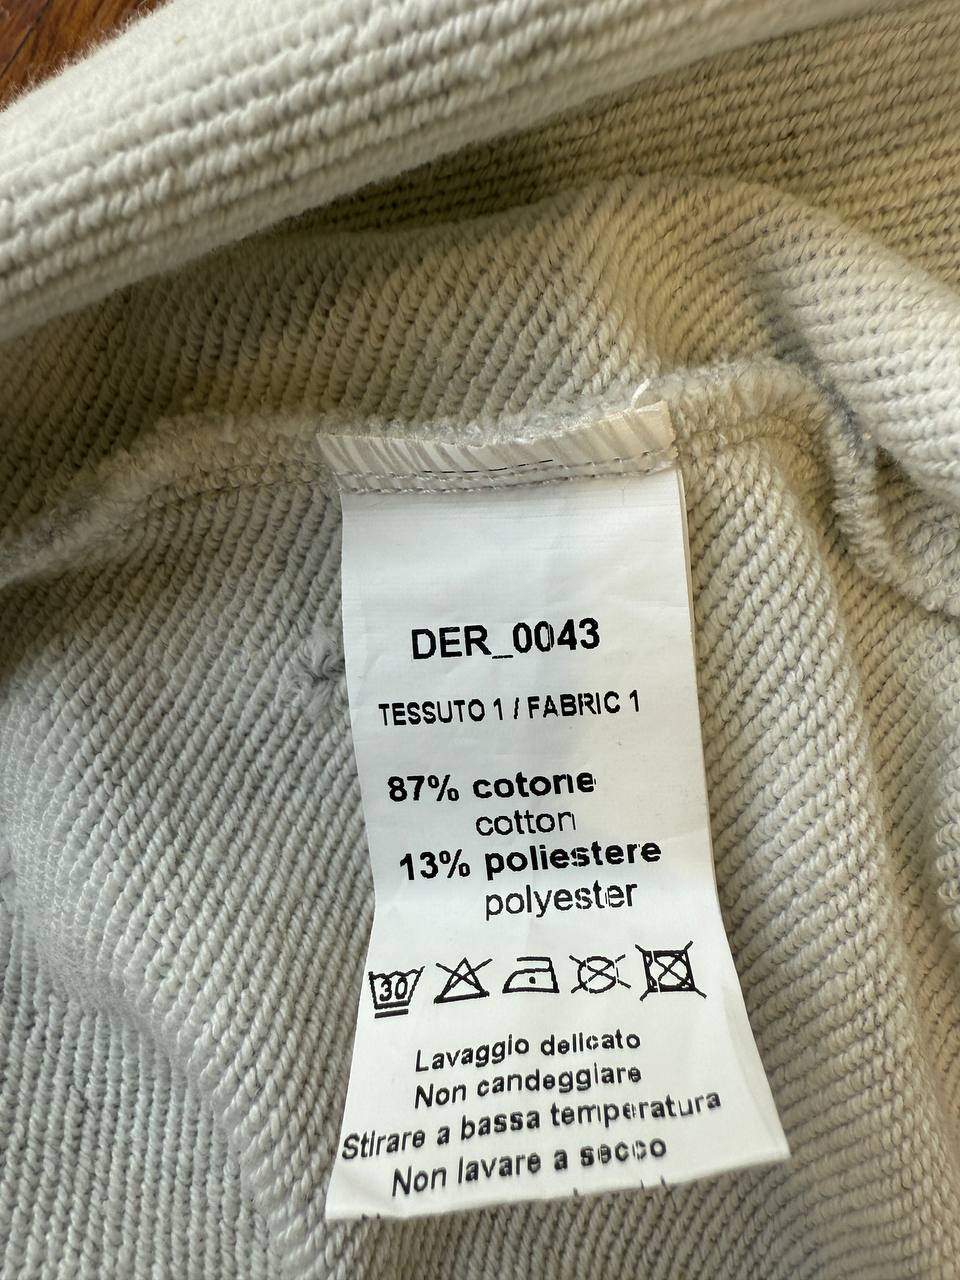 DER_0043
TESSUTO 1 / FABRIC 1
87% cotone
cotton
13% poliestere
polyester
30
Lavaggio delicato
Non candeggiare
Stirare a bassa temperatura
Non lavare a secco